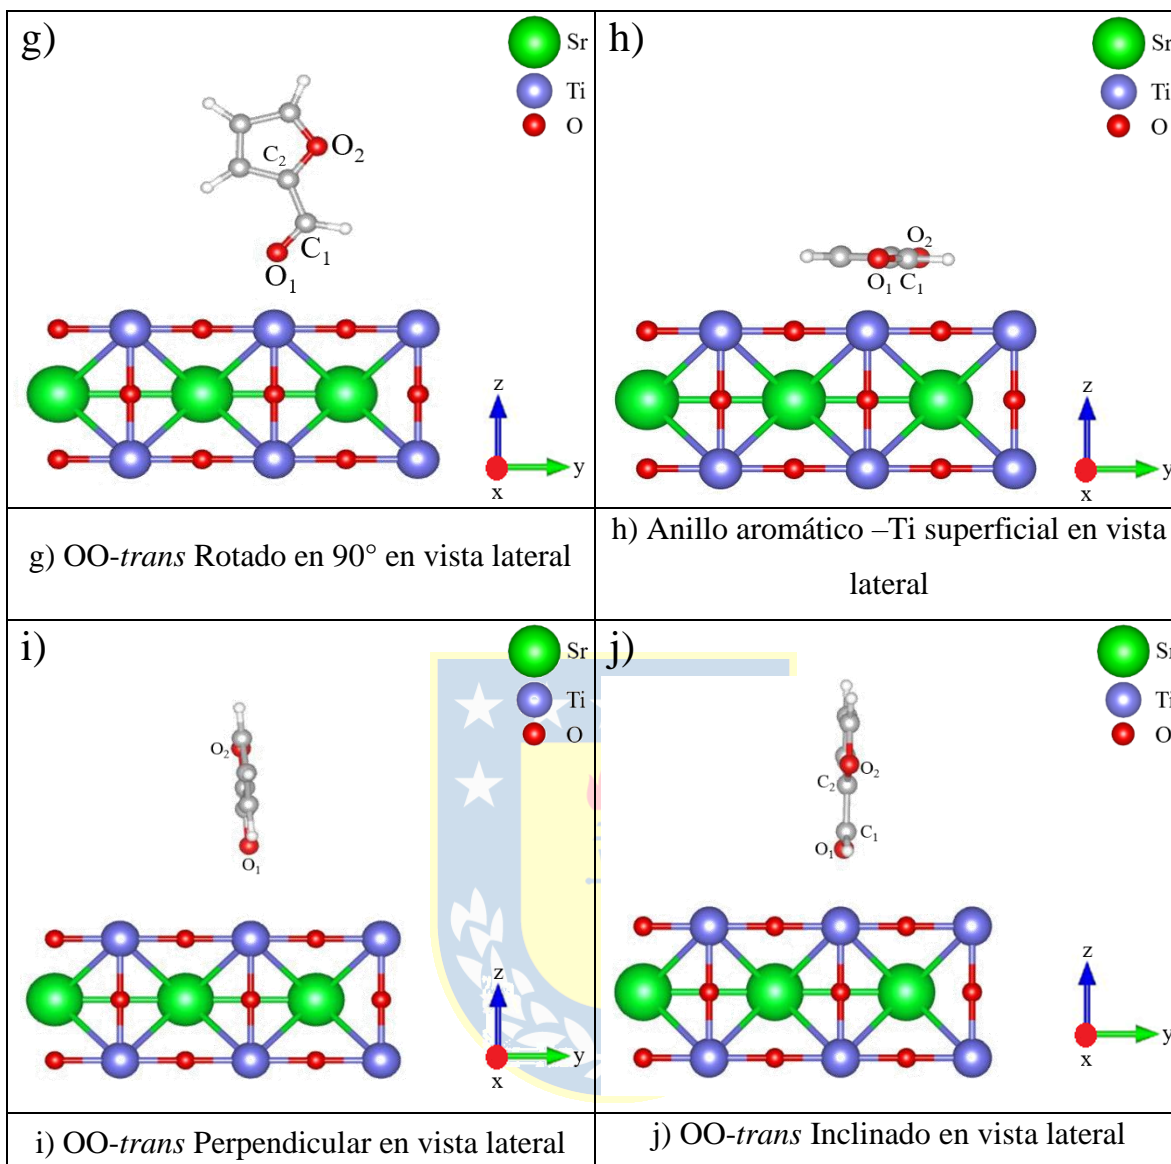 g)
Sr
Ti
O
O₂
C₂
C₁
O₁
z
y
x
g) OO-trans Rotado en 90° en vista lateral
h)
Sr
Ti
O
O₂
O₁ C₁
z
y
x
h) Anillo aromático –Ti superficial en vista
lateral
i)
Sr
Ti
O
O₂
O₁
z
y
x
i) OO-trans Perpendicular en vista lateral
j)
Sr
Ti
O
O₂
C₂
C₁
O₁
z
y
x
j) OO-trans Inclinado en vista lateral